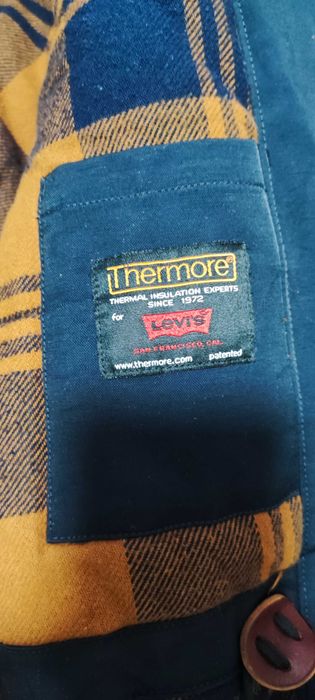 Thermore®
THERMAL INSULATION EXPERTS
SINCE 1972
for Levi's
SAN FRANCISCO, CAL.
www.thermore.com patented